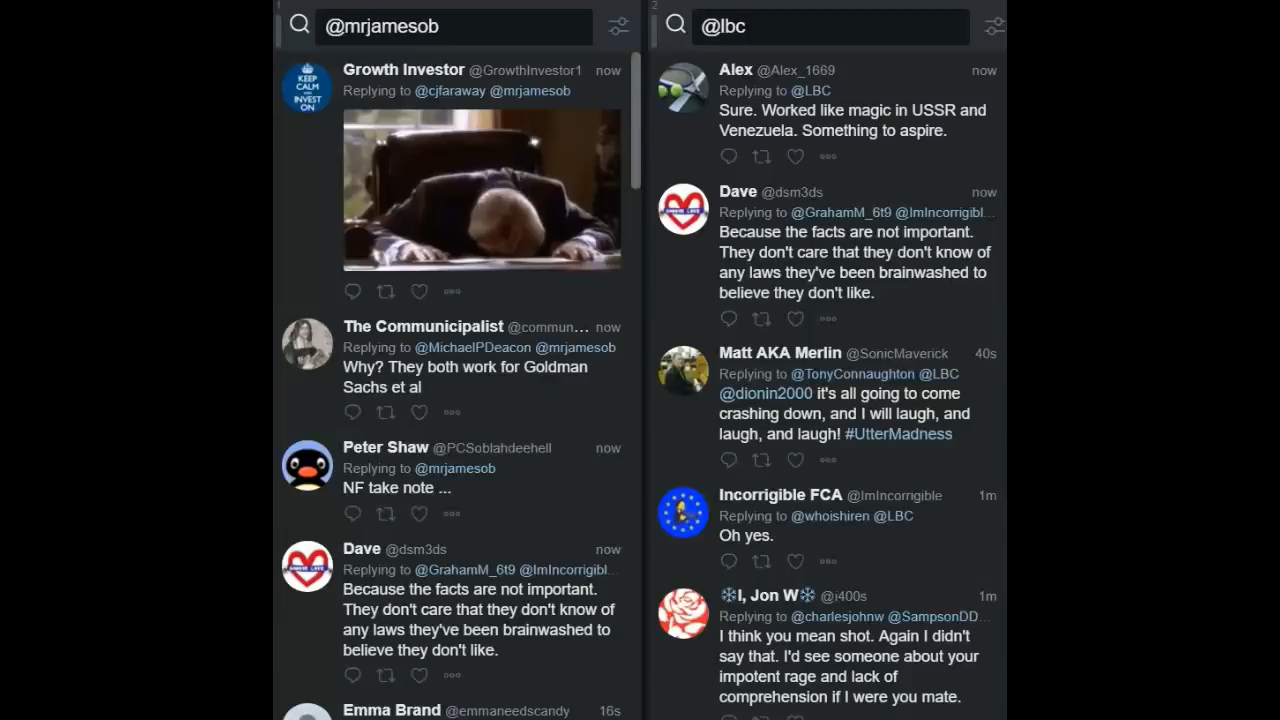 1
@mrjamesob
Growth Investor @GrowthInvestor1 now
Replying to @cjfaraway @mrjamesob
KEEP
CALM
INVEST
ON
The Communicipalist @commun... now
Replying to @MichaelPDeacon @mrjamesob
Why? They both work for Goldman
Sachs et al
Peter Shaw @PCSoblahdeehell now
Replying to @mrjamesob
NF take note ...
Dave @dsm3ds now
Replying to @GrahamM_6t9 @ImIncorrigibl...
Because the facts are not important.
They don't care that they don't know of
any laws they've been brainwashed to
believe they don't like.
Emma Brand @emmaneedscandy 16s
2
@lbc
Alex @Alex_1669 now
Replying to @LBC
Sure. Worked like magic in USSR and
Venezuela. Something to aspire.
Dave @dsm3ds now
Replying to @GrahamM_6t9 @ImIncorrigibl...
Because the facts are not important.
They don't care that they don't know of
any laws they've been brainwashed to
believe they don't like.
Matt AKA Merlin @SonicMaverick 40s
Replying to @TonyConnaughton @LBC
@dionin2000 it's all going to come
crashing down, and I will laugh, and
laugh, and laugh! #UtterMadness
Incorrigible FCA @ImIncorrigible 1m
Replying to @whoishiren @LBC
Oh yes.
❄I, Jon W❄ @i400s 1m
Replying to @charlesjohnw @SampsonDD...
I think you mean shot. Again I didn't
say that. I'd see someone about your
impotent rage and lack of
comprehension if I were you mate.